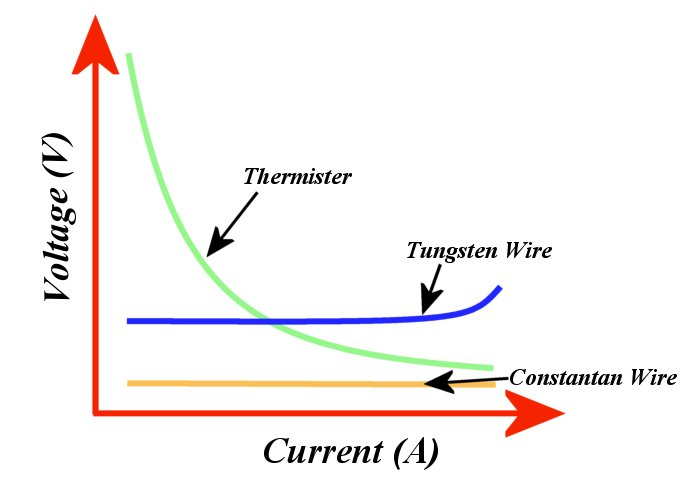 Voltage (V)
Thermister
Tungsten Wire
Constantan Wire
Current (A)